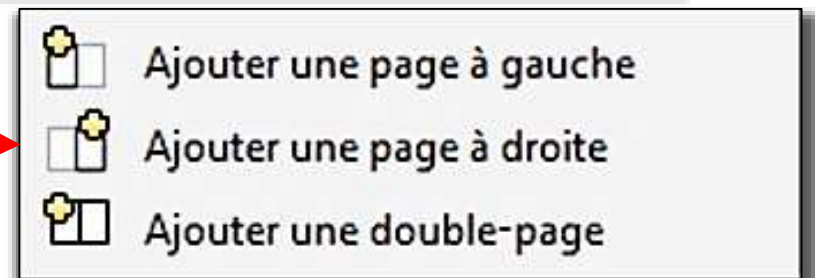 Ajouter une page à gauche
Ajouter une page à droite
Ajouter une double-page